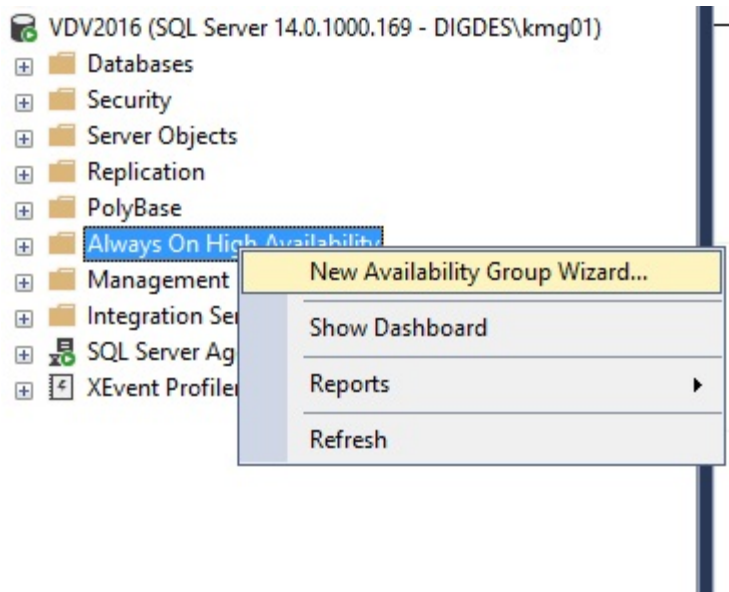 VDV2016 (SQL Server 14.0.1000.169 - DIGDES\kmg01)
Databases
Security
Server Objects
Replication
PolyBase
Always On High Availability
New Availability Group Wizard...
Management
Integration Se
Show Dashboard
SQL Server Ag
XEvent Profiler
Reports
Refresh